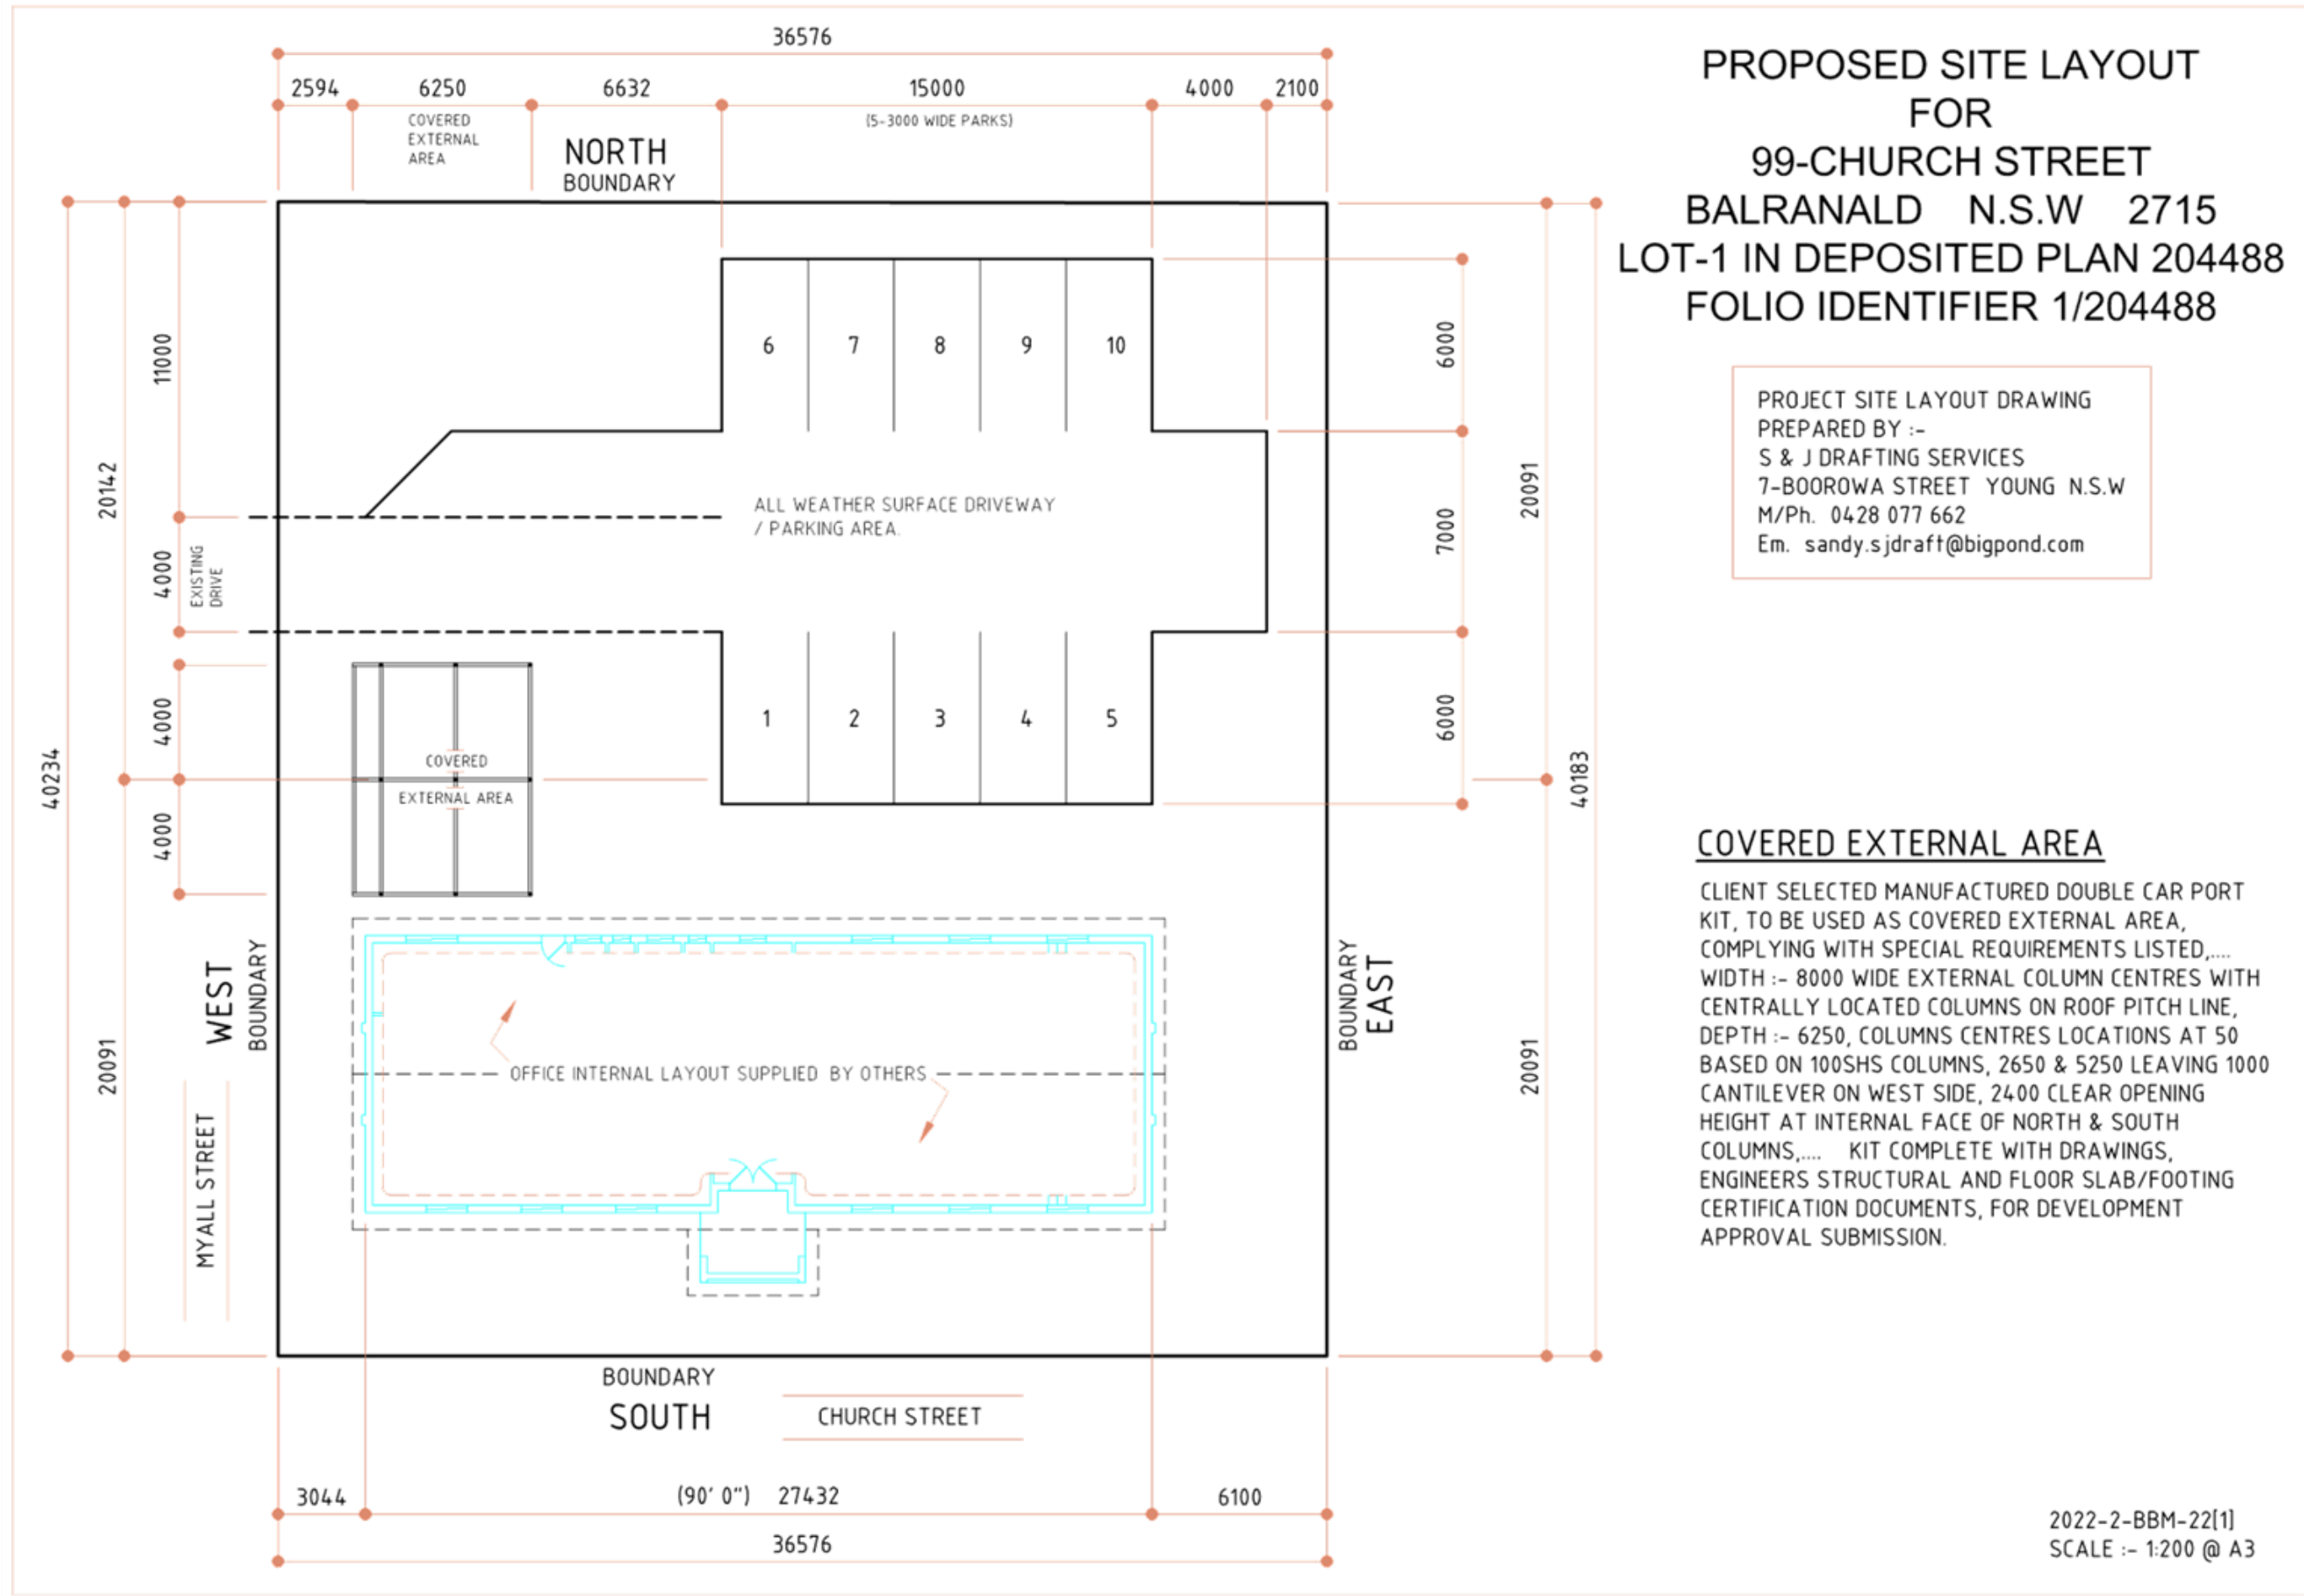 36576
2594
6250
6632
15000
4000
2100
COVERED
EXTERNAL
AREA
(5-3000 WIDE PARKS)
NORTH
BOUNDARY
PROPOSED SITE LAYOUT
FOR
99-CHURCH STREET
BALRANALD N.S.W 2715
LOT-1 IN DEPOSITED PLAN 204488
FOLIO IDENTIFIER 1/204488
PROJECT SITE LAYOUT DRAWING
PREPARED BY :-
S & J DRAFTING SERVICES
7-BOOROWA STREET YOUNG N.S.W
M/Ph. 0428 077 662
Em. sandy.sjdraft@bigpond.com
40234
20142
20091
11000
4000
EXISTING
DRIVE
4000
4000
6
7
8
9
10
ALL WEATHER SURFACE DRIVEWAY
/ PARKING AREA.
1
2
3
4
5
COVERED
EXTERNAL AREA
6000
7000
6000
20091
20091
40183
WEST
BOUNDARY
MYALL STREET
BOUNDARY
EAST
OFFICE INTERNAL LAYOUT SUPPLIED BY OTHERS
COVERED EXTERNAL AREA
CLIENT SELECTED MANUFACTURED DOUBLE CAR PORT
KIT, TO BE USED AS COVERED EXTERNAL AREA,
COMPLYING WITH SPECIAL REQUIREMENTS LISTED,....
WIDTH :- 8000 WIDE EXTERNAL COLUMN CENTRES WITH
CENTRALLY LOCATED COLUMNS ON ROOF PITCH LINE,
DEPTH :- 6250, COLUMNS CENTRES LOCATIONS AT 50
BASED ON 100SHS COLUMNS, 2650 & 5250 LEAVING 1000
CANTILEVER ON WEST SIDE, 2400 CLEAR OPENING
HEIGHT AT INTERNAL FACE OF NORTH & SOUTH
COLUMNS,.... KIT COMPLETE WITH DRAWINGS,
ENGINEERS STRUCTURAL AND FLOOR SLAB/FOOTING
CERTIFICATION DOCUMENTS, FOR DEVELOPMENT
APPROVAL SUBMISSION.
BOUNDARY
SOUTH
CHURCH STREET
3044
(90' 0") 27432
6100
36576
2022-2-BBM-22[1]
SCALE :- 1:200 @ A3